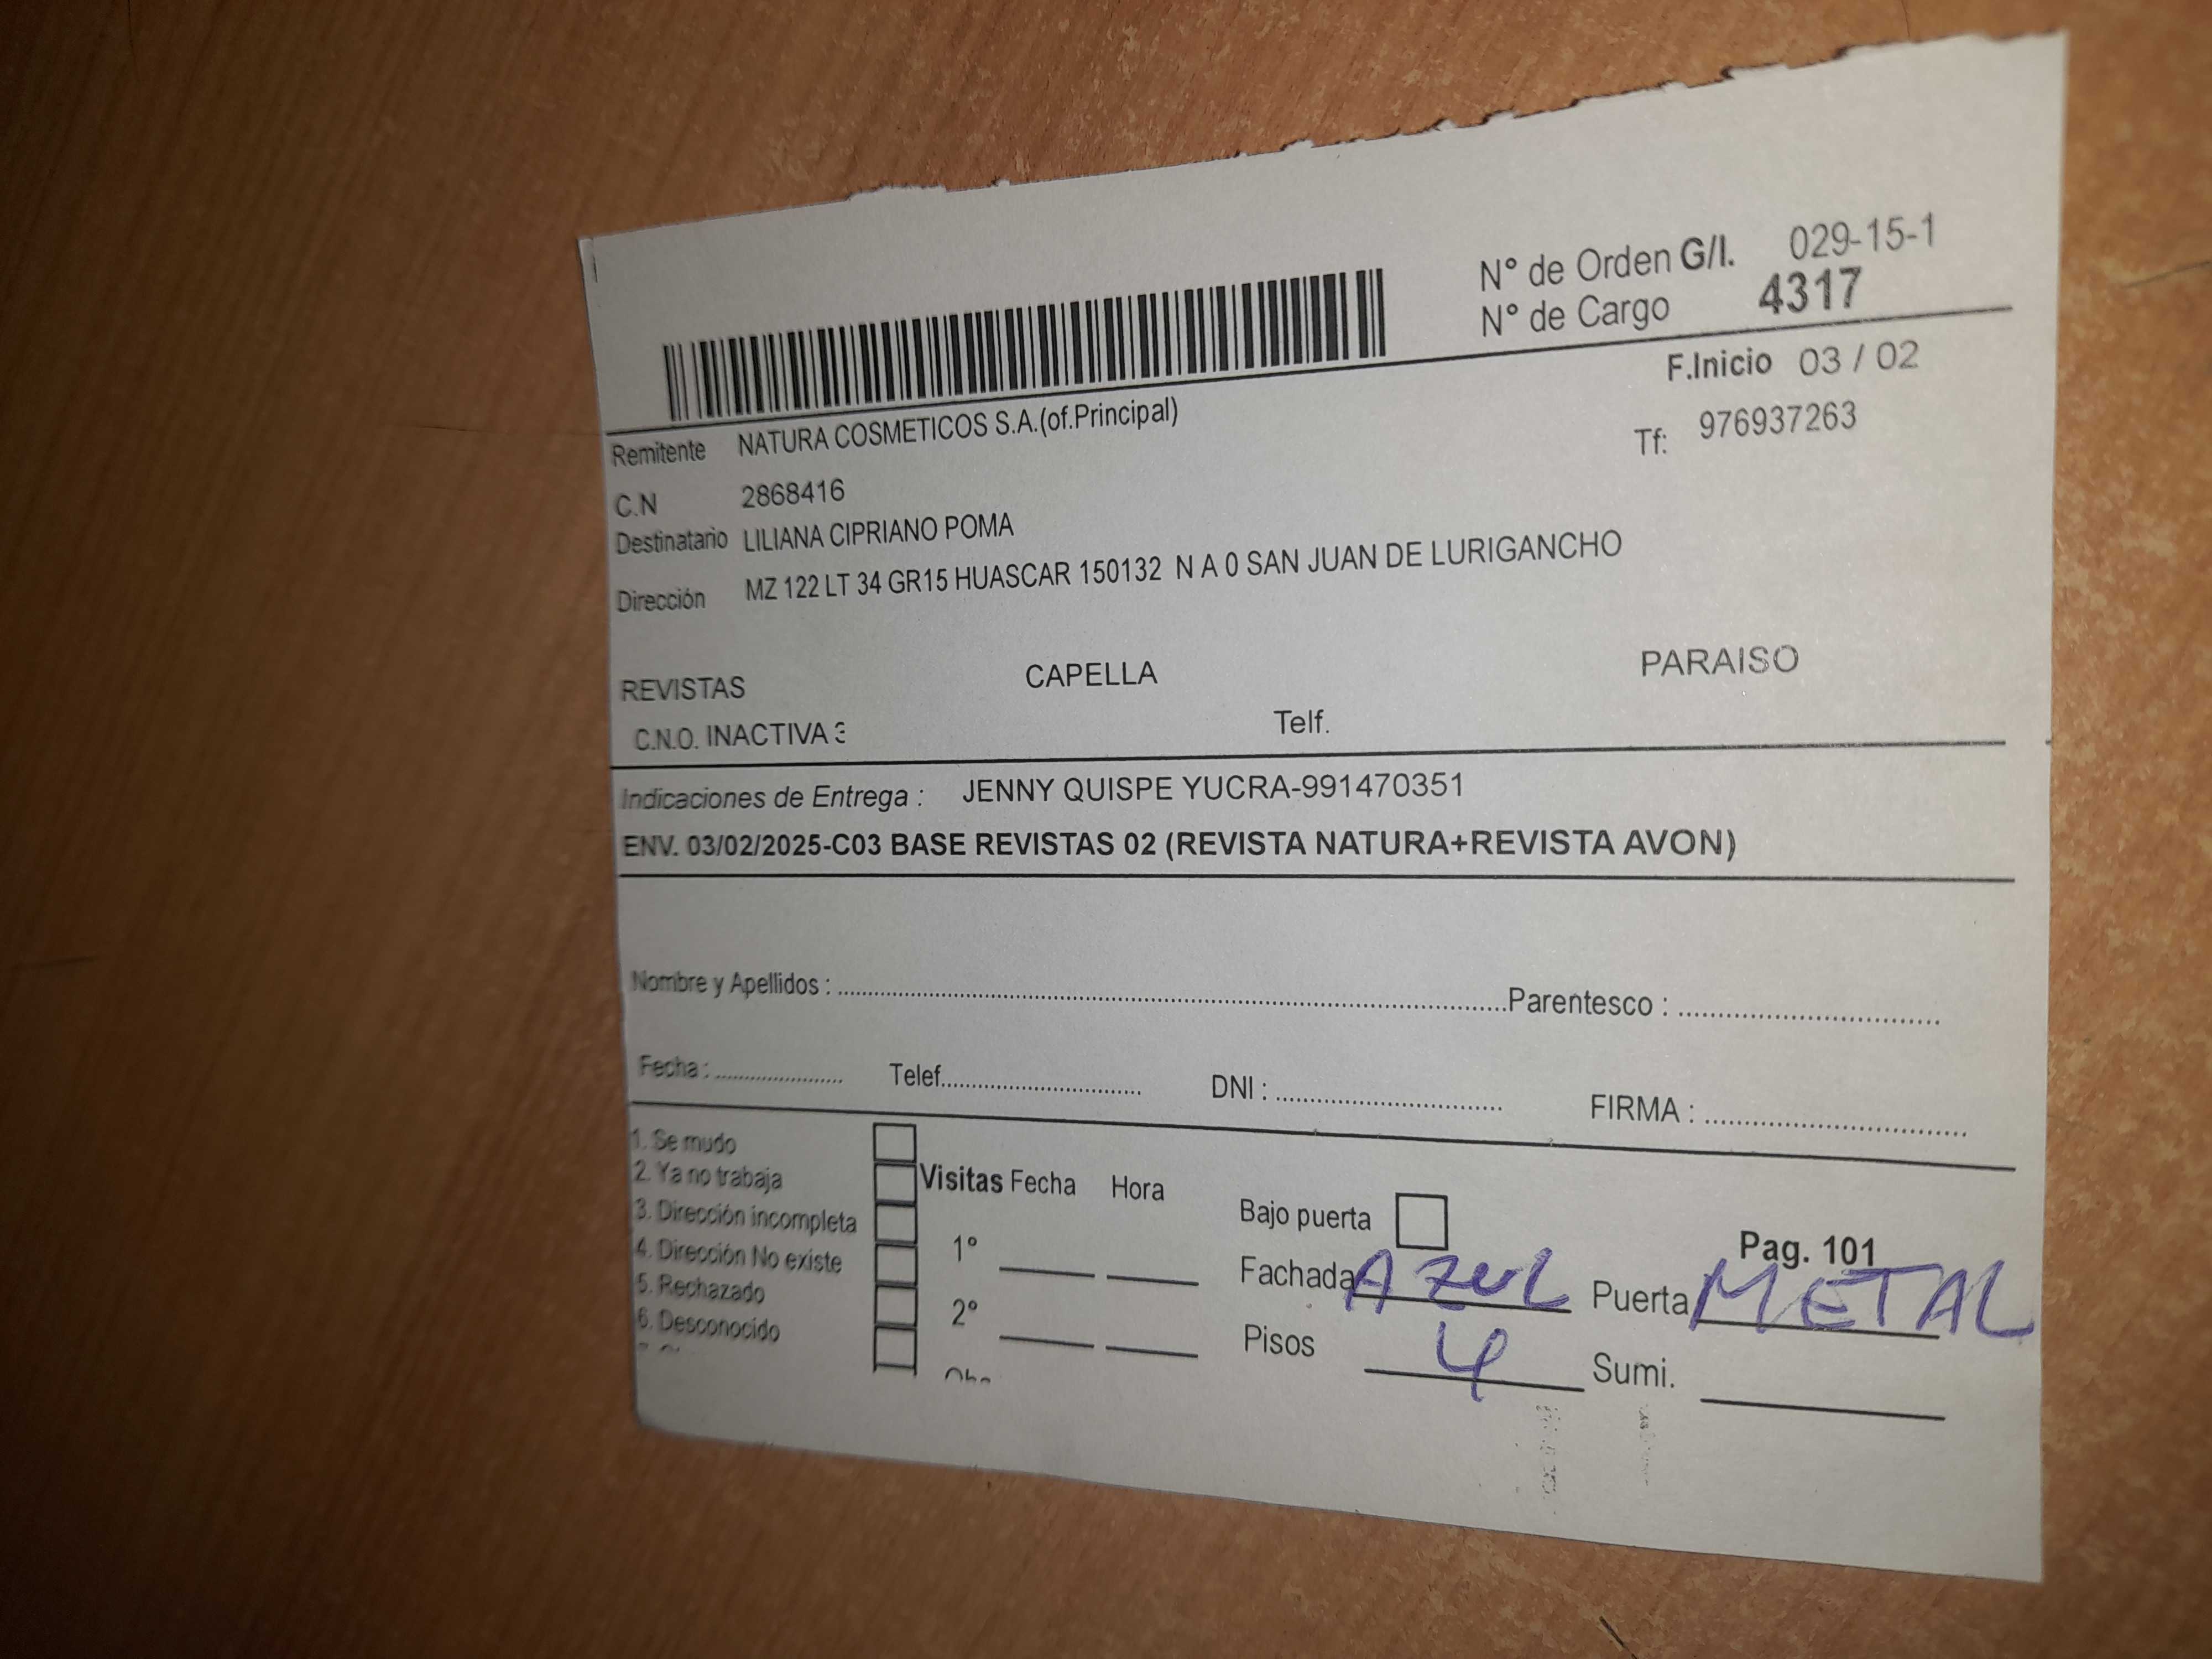 N° de Orden G/I. 029-15-1
N° de Cargo 4317
F.Inicio 03 / 02
Remitente NATURA COSMETICOS S.A.(of.Principal)
Tf: 976937263
C.N 2868416
Destinatario LILIANA CIPRIANO POMA
Dirección MZ 122 LT 34 GR15 HUASCAR 150132 N A 0 SAN JUAN DE LURIGANCHO
REVISTAS CAPELLA PARAISO
C.N.O. INACTIVA 3 Telf.
Indicaciones de Entrega : JENNY QUISPE YUCRA-991470351
ENV. 03/02/2025-C03 BASE REVISTAS 02 (REVISTA NATURA+REVISTA AVON)
Nombre y Apellidos : Parentesco :
Fecha : Telef. DNI : FIRMA :
1. Se mudo
2. Ya no trabaja
3. Dirección incompleta
4. Dirección No existe
5. Rechazado
6. Desconocido
Visitas Fecha Hora
1°
2°
Bajo puerta
Pag. 101
Fachada AZUL Puerta METAL
Pisos 4 Sumi.